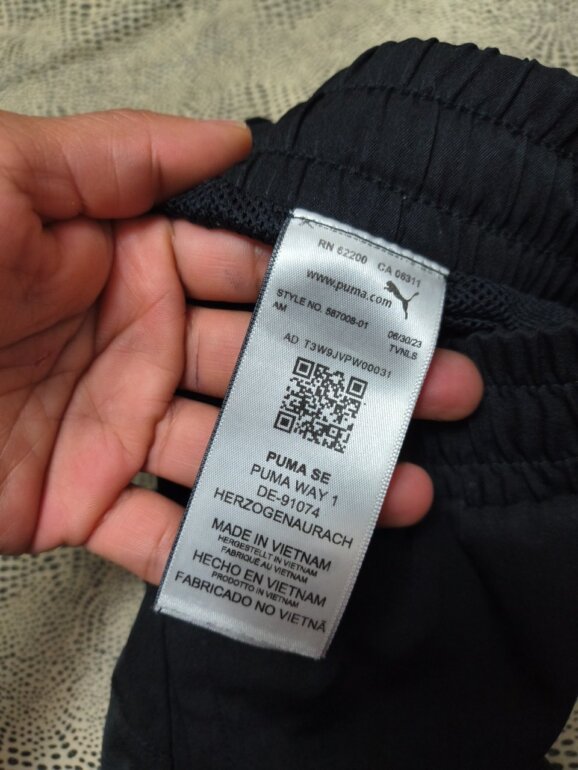 RN 62200 CA 06311
www.puma.com
STYLE NO. 587008-01 06/30/23
AM TVNLS
AD T3W9JVPW00031
PUMA SE
PUMA WAY 1
DE-91074
HERZOGENAURACH
MADE IN VIETNAM
HERGESTELLT IN VIETNAM
FABRIQUÉ AU VIETNAM
HECHO EN VIETNAM
PRODOTTO IN VIETNAM
FABRICADO NO VIETNÃ